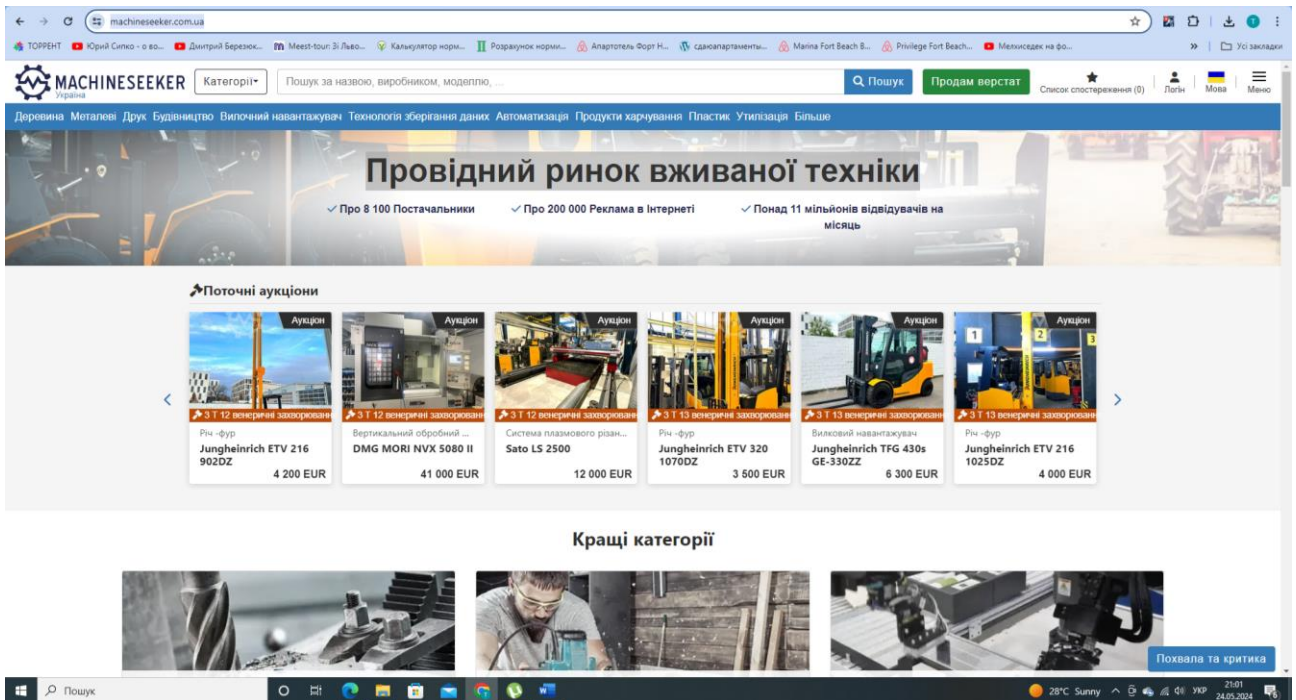 machineseeker.com.ua
ТОРРЕНТ Юрий Сипко - о во... Дмитрий Березюк... Meest-tour: Зі Льво... Калькулятор норм... Розрахунок норми... Апартотель Форт Н... сдаюапартаменты... Marina Fort Beach B... Privilege Fort Beach... Мелхиседек на фо... » Усі закладки
MACHINESEEKER
Україна
Категорії
Пошук за назвою, виробником, моделлю, ...
Пошук
Продам верстат
Список спостереження (0)
Логін
Мова
Меню
Деревина Металеві Друк Будівництво Вилочний навантажувач Технологія зберігання даних Автоматизація Продукти харчування Пластик Утилізація Більше
Провідний ринок вживаної техніки
Про 8 100 Постачальники Про 200 000 Реклама в Інтернеті Понад 11 мільйонів відвідувачів на
місяць
Поточні аукціони
Аукціон Аукціон Аукціон Аукціон Аукціон Аукціон
1 2 3
3 Т 12 венеричні захворюванн 3 Т 12 венеричні захворюванн 3 Т 12 венеричні захворюванн 3 Т 13 венеричні захворюванн 3 Т 13 венеричні захворюванн 3 Т 13 венеричні захворюванн
Річ -фур Вертикальний обробний ... Система плазмового різан... Річ -фур Вилковий навантажувач Річ -фур
Jungheinrich ETV 216 DMG MORI NVX 5080 II Sato LS 2500 Jungheinrich ETV 320 Jungheinrich TFG 430s Jungheinrich ETV 216
902DZ 1070DZ GE-330ZZ 1025DZ
4 200 EUR 41 000 EUR 12 000 EUR 3 500 EUR 6 300 EUR 4 000 EUR
Кращі категорії
Похвала та критика
Пошук
28°C Sunny
УКР
21:01
24.05.2024